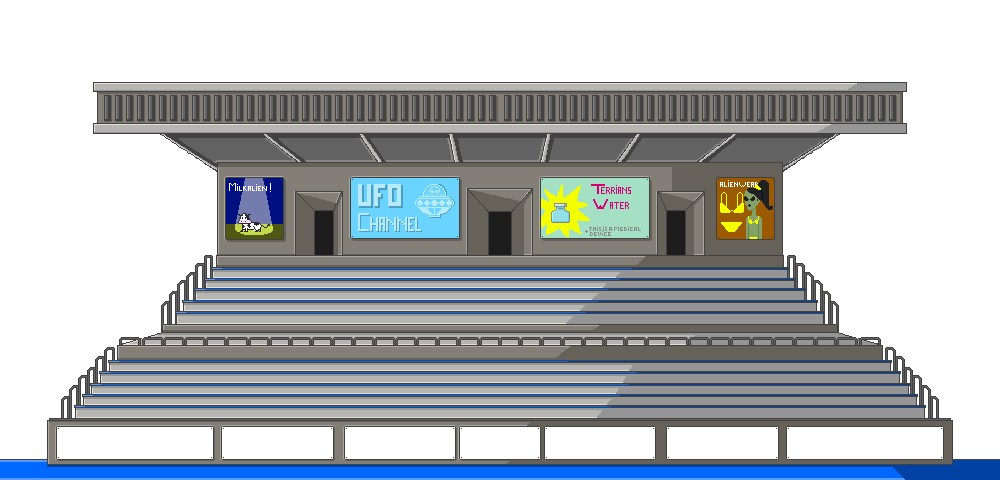 Milkalien!
UFO
Channel
Terrians
Water
*This is a medical
device
Alienwear